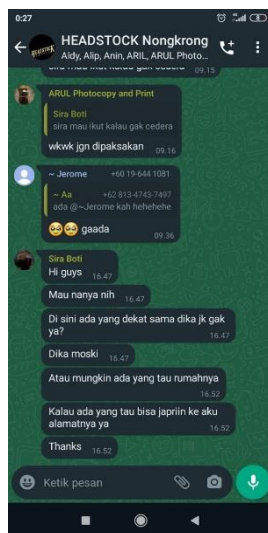 0:27
HEADSTOCK Nongkrong
Aldy, Alip, Anin, ARIL, ARUL Photo...
09.15
ARUL Photocopy and Print
Sira Boti
sira mau ikut kalau gak cedera
wkwk jgn dipaksakan 09.16
~ Jerome +60 19-644 1081
~ Aa +62 813-4743-7497
ada @~Jerome kah hehehehe
🥹🥹 gaada 09.36
Sira Boti
Hi guys 16.47
Mau nanya nih 16.47
Di sini ada yang dekat sama dika jk gak
ya? 16.47
Dika moski 16.47
Atau mungkin ada yang tau rumahnya
16.52
Kalau ada yang tau bisa japriin ke aku
alamatnya ya 16.52
Thanks 16.52
Ketik pesan